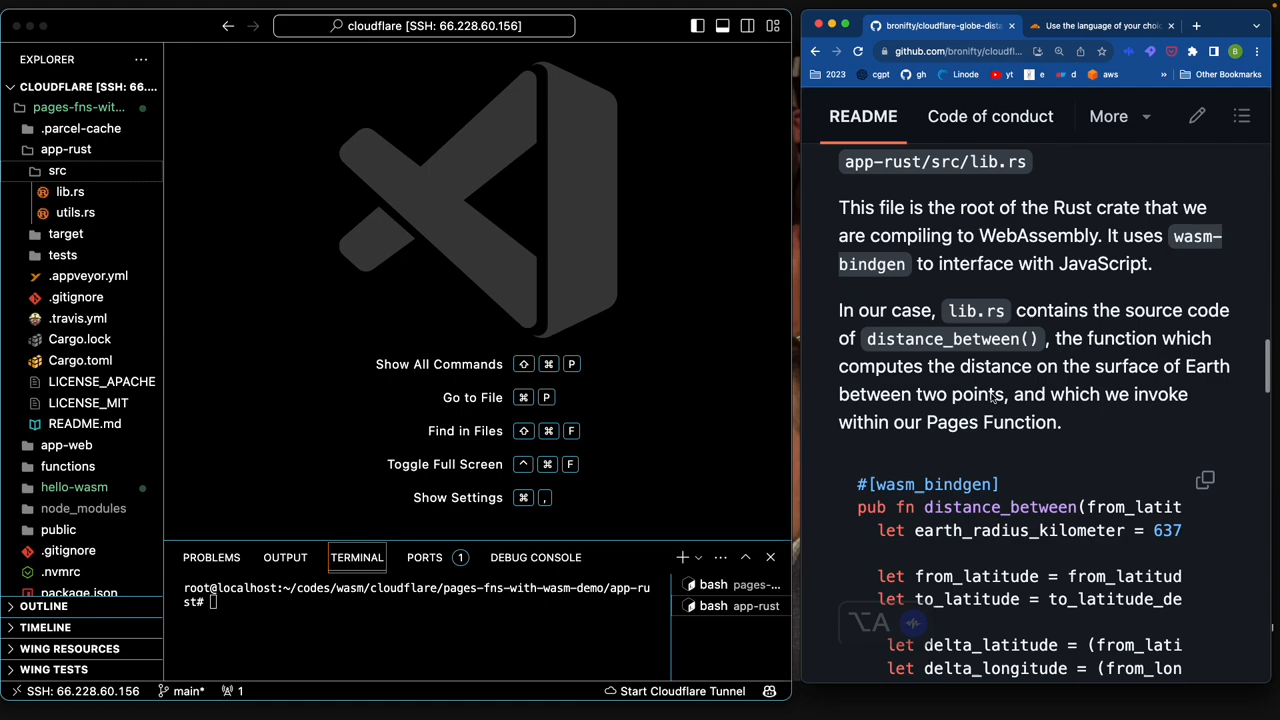 cloudflare [SSH: 66.228.60.156]
EXPLORER
CLOUDFLARE [SSH: 66....
pages-fns-wit...
.parcel-cache
app-rust
src
lib.rs
utils.rs
target
tests
.appveyor.yml
.gitignore
.travis.yml
Cargo.lock
Cargo.toml
LICENSE_APACHE
LICENSE_MIT
README.md
app-web
functions
hello-wasm
node_modules
public
.gitignore
.nvmrc
package.json
OUTLINE
TIMELINE
WING RESOURCES
WING TESTS
Show All Commands ⇧ ⌘ P
Go to File ⌘ P
Find in Files ⇧ ⌘ F
Toggle Full Screen ^ ⌘ F
Show Settings ⌘ ,
PROBLEMS OUTPUT TERMINAL PORTS 1 DEBUG CONSOLE
root@localhost:~/codes/wasm/cloudflare/pages-fns-with-wasm-demo/app-ru
st#
bash pages-...
bash app-rust
SSH: 66.228.60.156 main* 1 Start Cloudflare Tunnel
bronifty/cloudflare-globe-dista Use the language of your choic
github.com/bronifty/cloudfl...
B
2023 cgpt gh Linode yt e d aws » Other Bookmarks
README Code of conduct More
app-rust/src/lib.rs
This file is the root of the Rust crate that we
are compiling to WebAssembly. It uses wasm-
bindgen to interface with JavaScript.
In our case, lib.rs contains the source code
of distance_between(), the function which
computes the distance on the surface of Earth
between two points, and which we invoke
within our Pages Function.
#[wasm_bindgen]
pub fn distance_between(from_latit
let earth_radius_kilometer = 637
let from_latitude = from_latitud
let to_latitude = to_latitude_de
let delta_latitude = (from_lati
let delta_longitude = (from_lon
⌥A